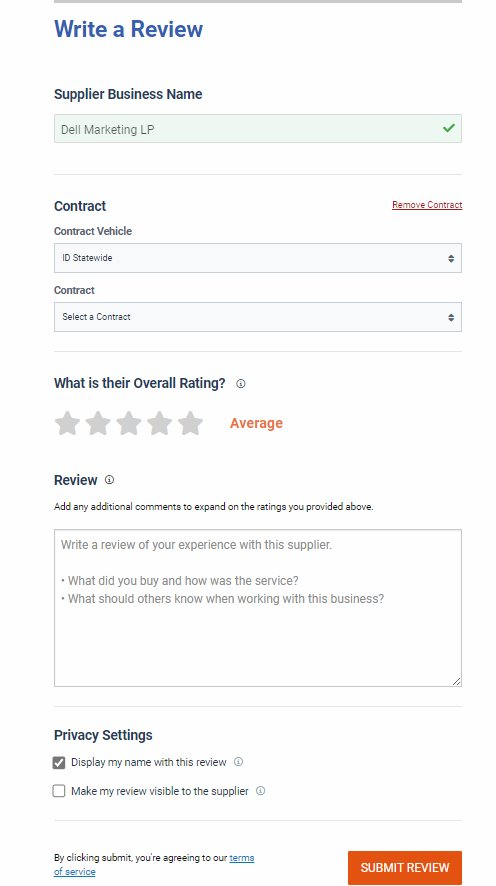 Write a Review
Supplier Business Name
Dell Marketing LP
Contract
Remove Contract
Contract Vehicle
ID Statewide
Contract
Select a Contract
What is their Overall Rating?
Average
Review
Add any additional comments to expand on the ratings you provided above.
Write a review of your experience with this supplier.
• What did you buy and how was the service?
• What should others know when working with this business?
Privacy Settings
Display my name with this review
Make my review visible to the supplier
By clicking submit, you're agreeing to our terms
of service
SUBMIT REVIEW